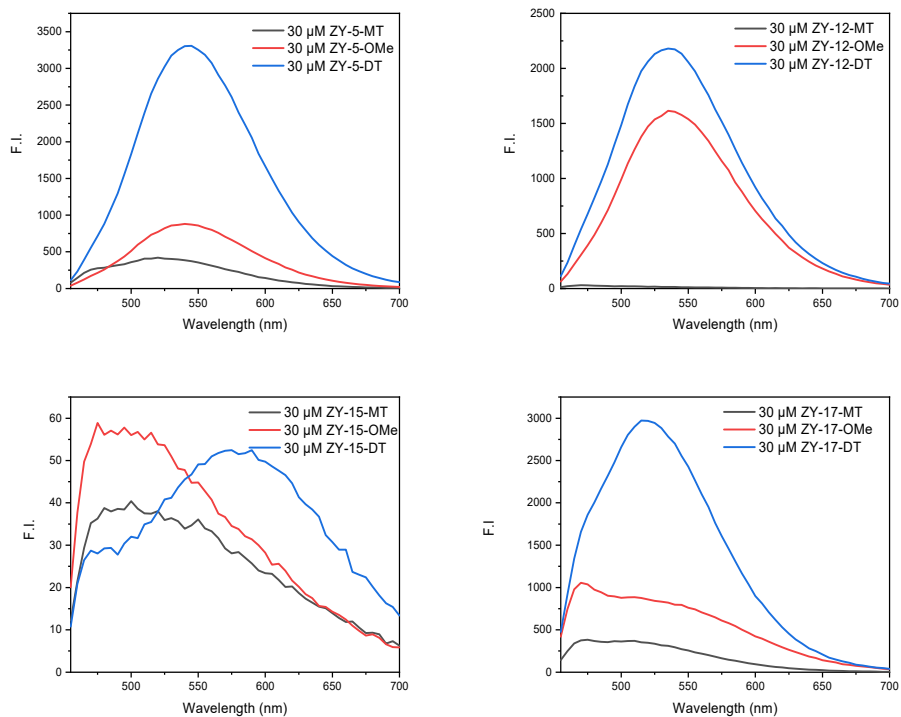 30 μM ZY-5-MT
30 μM ZY-5-OMe
30 μM ZY-5-DT
3500
3000
2500
2000
1500
1000
500
0
F.I.
500 550 600 650 700
Wavelength (nm)
30 μM ZY-12-MT
30 μM ZY-12-OMe
30 μM ZY-12-DT
2500
2000
1500
1000
500
0
F.I.
500 550 600 650 700
Wavelength (nm)
30 μM ZY-15-MT
30 μM ZY-15-OMe
30 μM ZY-15-DT
60
50
40
30
20
10
0
F.I.
500 550 600 650 700
Wavelength (nm)
30 μM ZY-17-MT
30 μM ZY-17-OMe
30 μM ZY-17-DT
3000
2500
2000
1500
1000
500
0
F.I
500 550 600 650 700
Wavelength (nm)